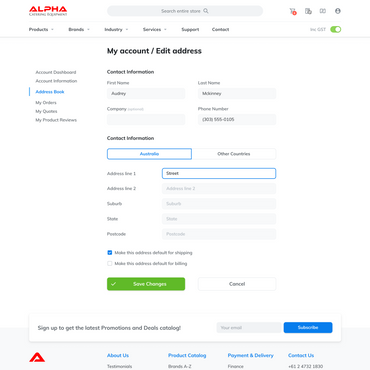 ALPHA
CATERING EQUIPMENT
Search entire store
Products
Brands
Industry
Services
Support
Contact
Inc GST
My account / Edit address
Account Dashboard
Account Information
Address Book
My Orders
My Quotes
My Product Reviews
Contact Information
First Name
Last Name
Audrey
Mckinney
Company (optional)
Phone Number
(303) 555-0105
Contact Information
Australia
Other Countries
Address line 1
Street
Address line 2
Address line 2
Suburb
Suburb
State
State
Postcode
Postcode
Make this address default for shipping
Make this address default for billing
Save Changes
Cancel
Sign up to get the latest Promotions and Deals catalog!
Your email
Subscribe
About Us
Product Catalog
Payment & Delivery
Contact Us
Testimonials
Brands A-Z
Finance
+61 2 4732 1830